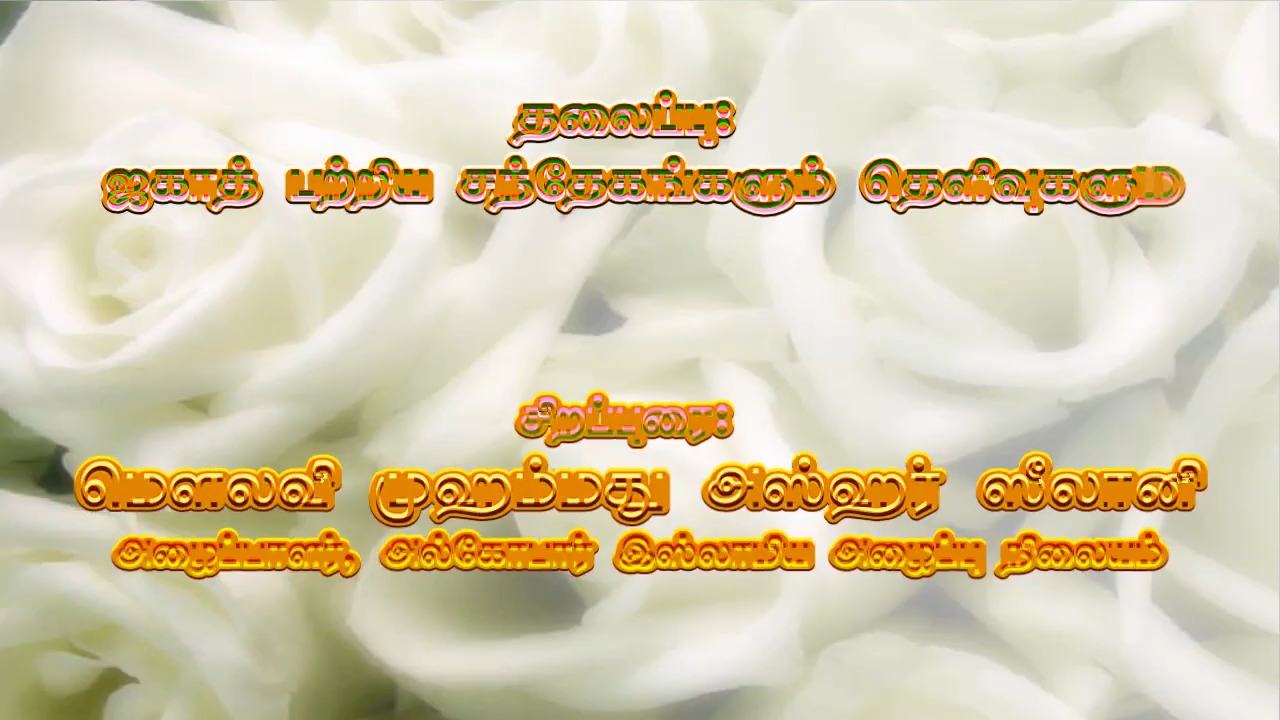 தலைப்பு:
ஜகாத் பற்றிய சந்தேகங்களும் தெளிவுகளும்
சிறப்புரை:
மௌலவி முஹம்மது அஸ்ஹர் ஸீலானி
அழைப்பாளர், அல்கோபார் இஸ்லாமிய அழைப்பு நிலையம்